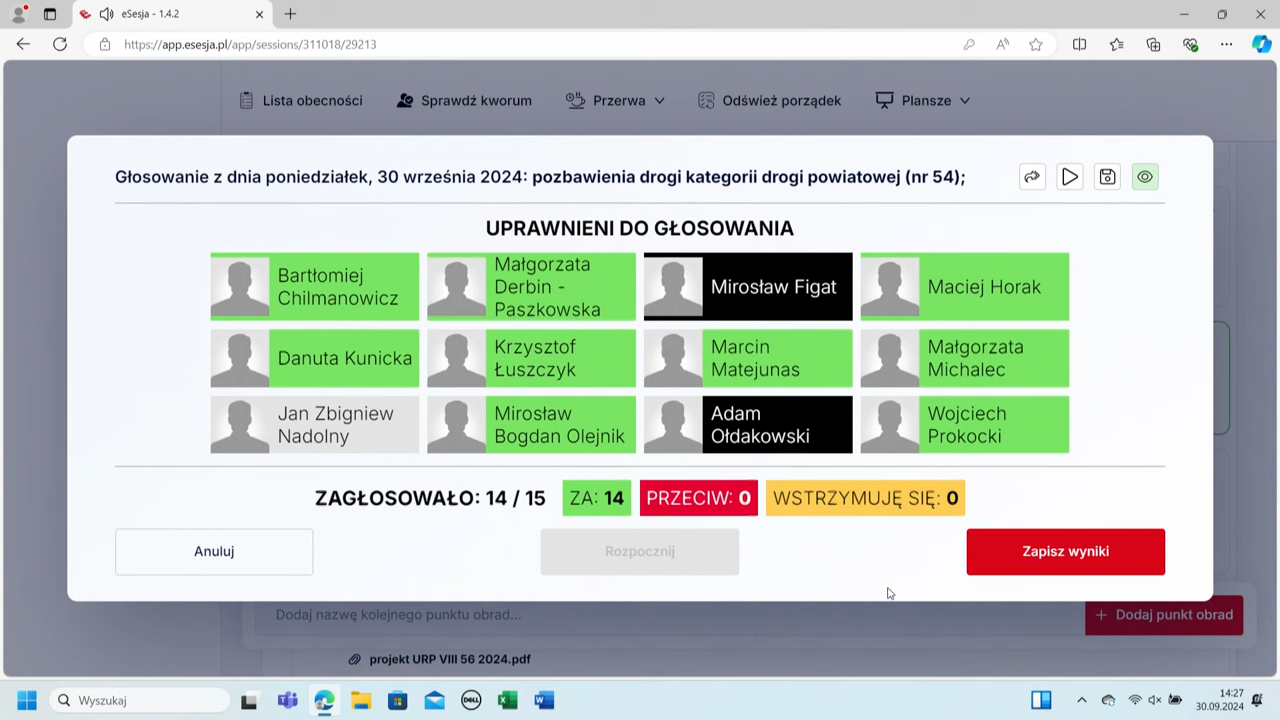 eSesja - 1.4.2
https://app.esesja.pl/app/sessions/311018/29213
Lista obecności
Sprawdź kworum
Przerwa
Odśwież porządek
Plansze
Głosowanie z dnia poniedziałek, 30 września 2024: pozbawienia drogi kategorii drogi powiatowej (nr 54);
UPRAWNIENI DO GŁOSOWANIA
Bartłomiej
Chilmanowicz
Małgorzata
Derbin -
Paszkowska
Mirosław Figat
Maciej Horak
Danuta Kunicka
Krzysztof
Łuszczyk
Marcin
Matejunas
Małgorzata
Michalec
Jan Zbigniew
Nadolny
Mirosław
Bogdan Olejnik
Adam
Ołdakowski
Wojciech
Prokocki
ZAGŁOSOWAŁO: 14 / 15
ZA: 14
PRZECIW: 0
WSTRZYMUJĘ SIĘ: 0
Anuluj
Rozpocznij
Zapisz wyniki
Dodaj nazwę kolejnego punktu obrad...
+ Dodaj punkt obrad
projekt URP VIII 56 2024.pdf
Wyszukaj
DELL
14:27
30.09.2024